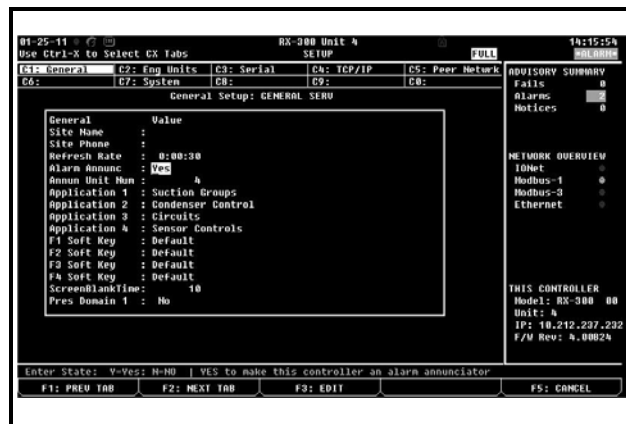 01-25-11 RX-300 Unit 4 14:15:54
Use Ctrl-X to Select CX Tabs SETUP FULL *ALARM*
C1: General C2: Eng Units C3: Serial C4: TCP/IP C5: Peer Netwrk
C6: C7: System C8: C9: C0:
General Setup: GENERAL SERV
General Value
Site Name :
Site Phone :
Refresh Rate : 0:00:30
Alarm Annunc : Yes
Annun Unit Num : 4
Application 1 : Suction Groups
Application 2 : Condenser Control
Application 3 : Circuits
Application 4 : Sensor Controls
F1 Soft Key : Default
F2 Soft Key : Default
F3 Soft Key : Default
F4 Soft Key : Default
ScreenBlankTime: 10
Pres Domain 1 : No
ADVISORY SUMMARY
Fails 0
Alarms 2
Notices 0
NETWORK OVERVIEW
IONet
Modbus-1
Modbus-3
Ethernet
THIS CONTROLLER
Model: RX-300 00
Unit: 4
IP: 10.212.237.232
F/W Rev: 4.00B24
Enter State: Y=Yes: N=NO | YES to make this controller an alarm annunciator
F1: PREV TAB F2: NEXT TAB F3: EDIT F5: CANCEL